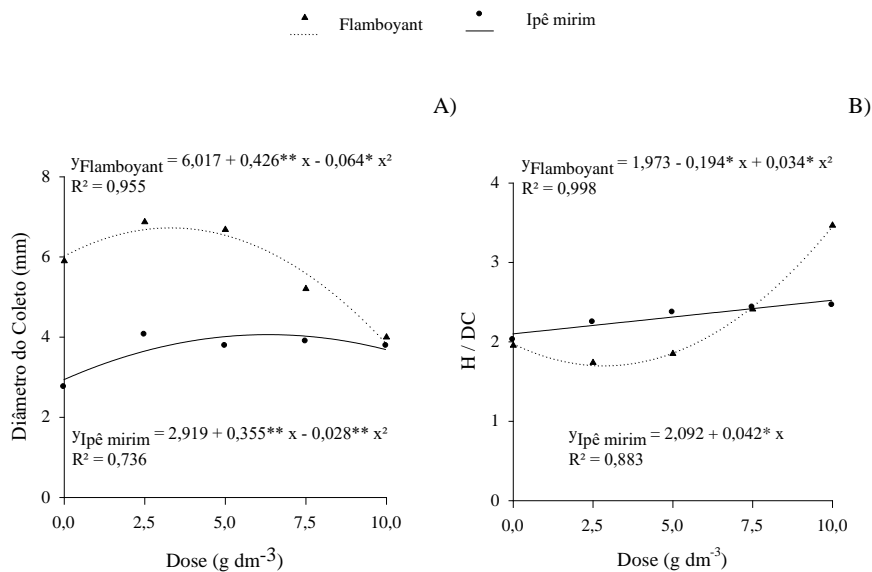 Flamboyant Ipê mirim
A)
B)
yFlamboyant = 6,017 + 0,426** x - 0,064* x²
R² = 0,955
8
6
4
2
0
Diâmetro do Coleto (mm)
yIpê mirim = 2,919 + 0,355** x - 0,028** x²
R² = 0,736
0,0 2,5 5,0 7,5 10,0
Dose (g dm⁻³)
yFlamboyant = 1,973 - 0,194* x + 0,034* x²
R² = 0,998
4
3
2
1
0
H / DC
yIpê mirim = 2,092 + 0,042* x
R² = 0,883
0,0 2,5 5,0 7,5 10,0
Dose (g dm⁻³)